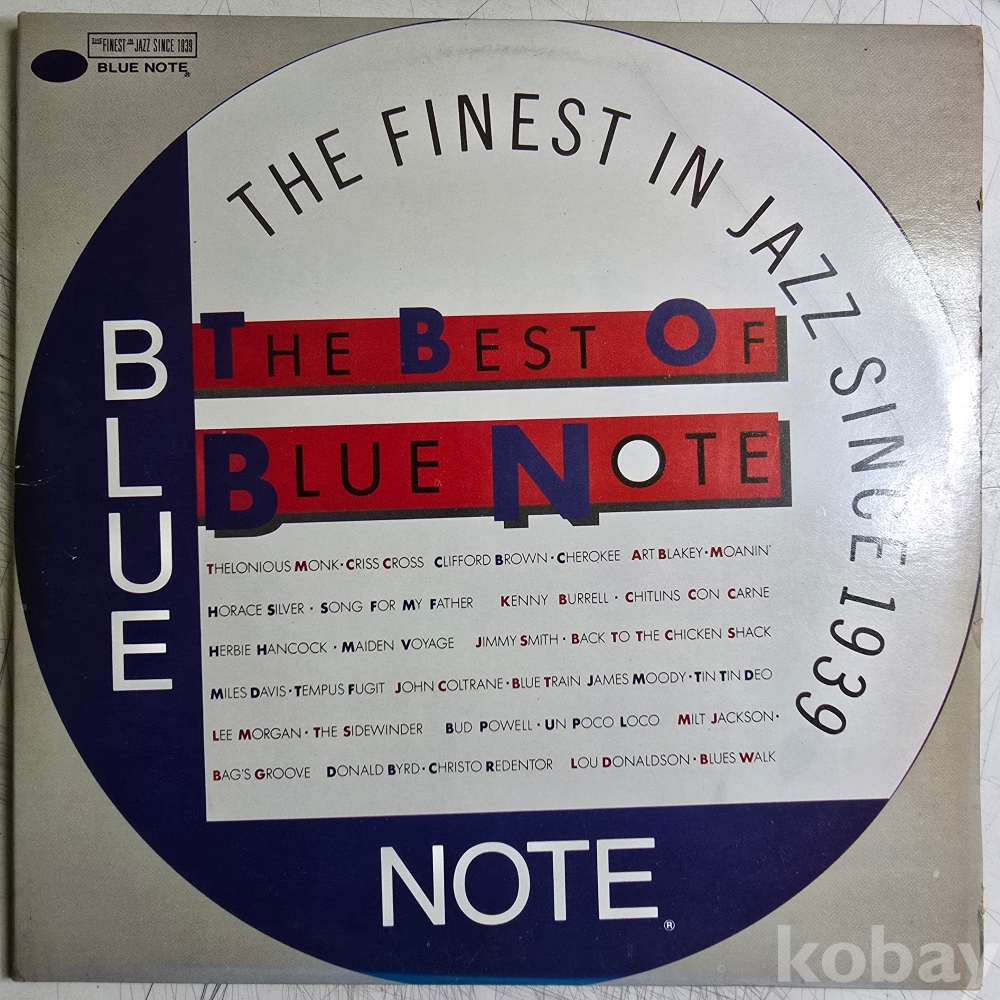 THE FINEST IN JAZZ SINCE 1939
BLUE NOTE®
THE FINEST IN JAZZ SINCE 1939
BLUE
THE BEST OF
BLUE NOTE
THELONIOUS MONK•CRISS CROSS CLIFFORD BROWN•CHEROKEE ART BLAKEY•MOANIN'
HORACE SILVER • SONG FOR MY FATHER KENNY BURRELL • CHITLINS CON CARNE
HERBIE HANCOCK • MAIDEN VOYAGE JIMMY SMITH • BACK TO THE CHICKEN SHACK
MILES DAVIS•TEMPUS FUGIT JOHN COLTRANE•BLUE TRAIN JAMES MOODY•TIN TIN DEO
LEE MORGAN • THE SIDEWINDER BUD POWELL • UN POCO LOCO MILT JACKSON•
BAG'S GROOVE DONALD BYRD•CHRISTO REDENTOR LOU DONALDSON • BLUES WALK
NOTE®
kobay